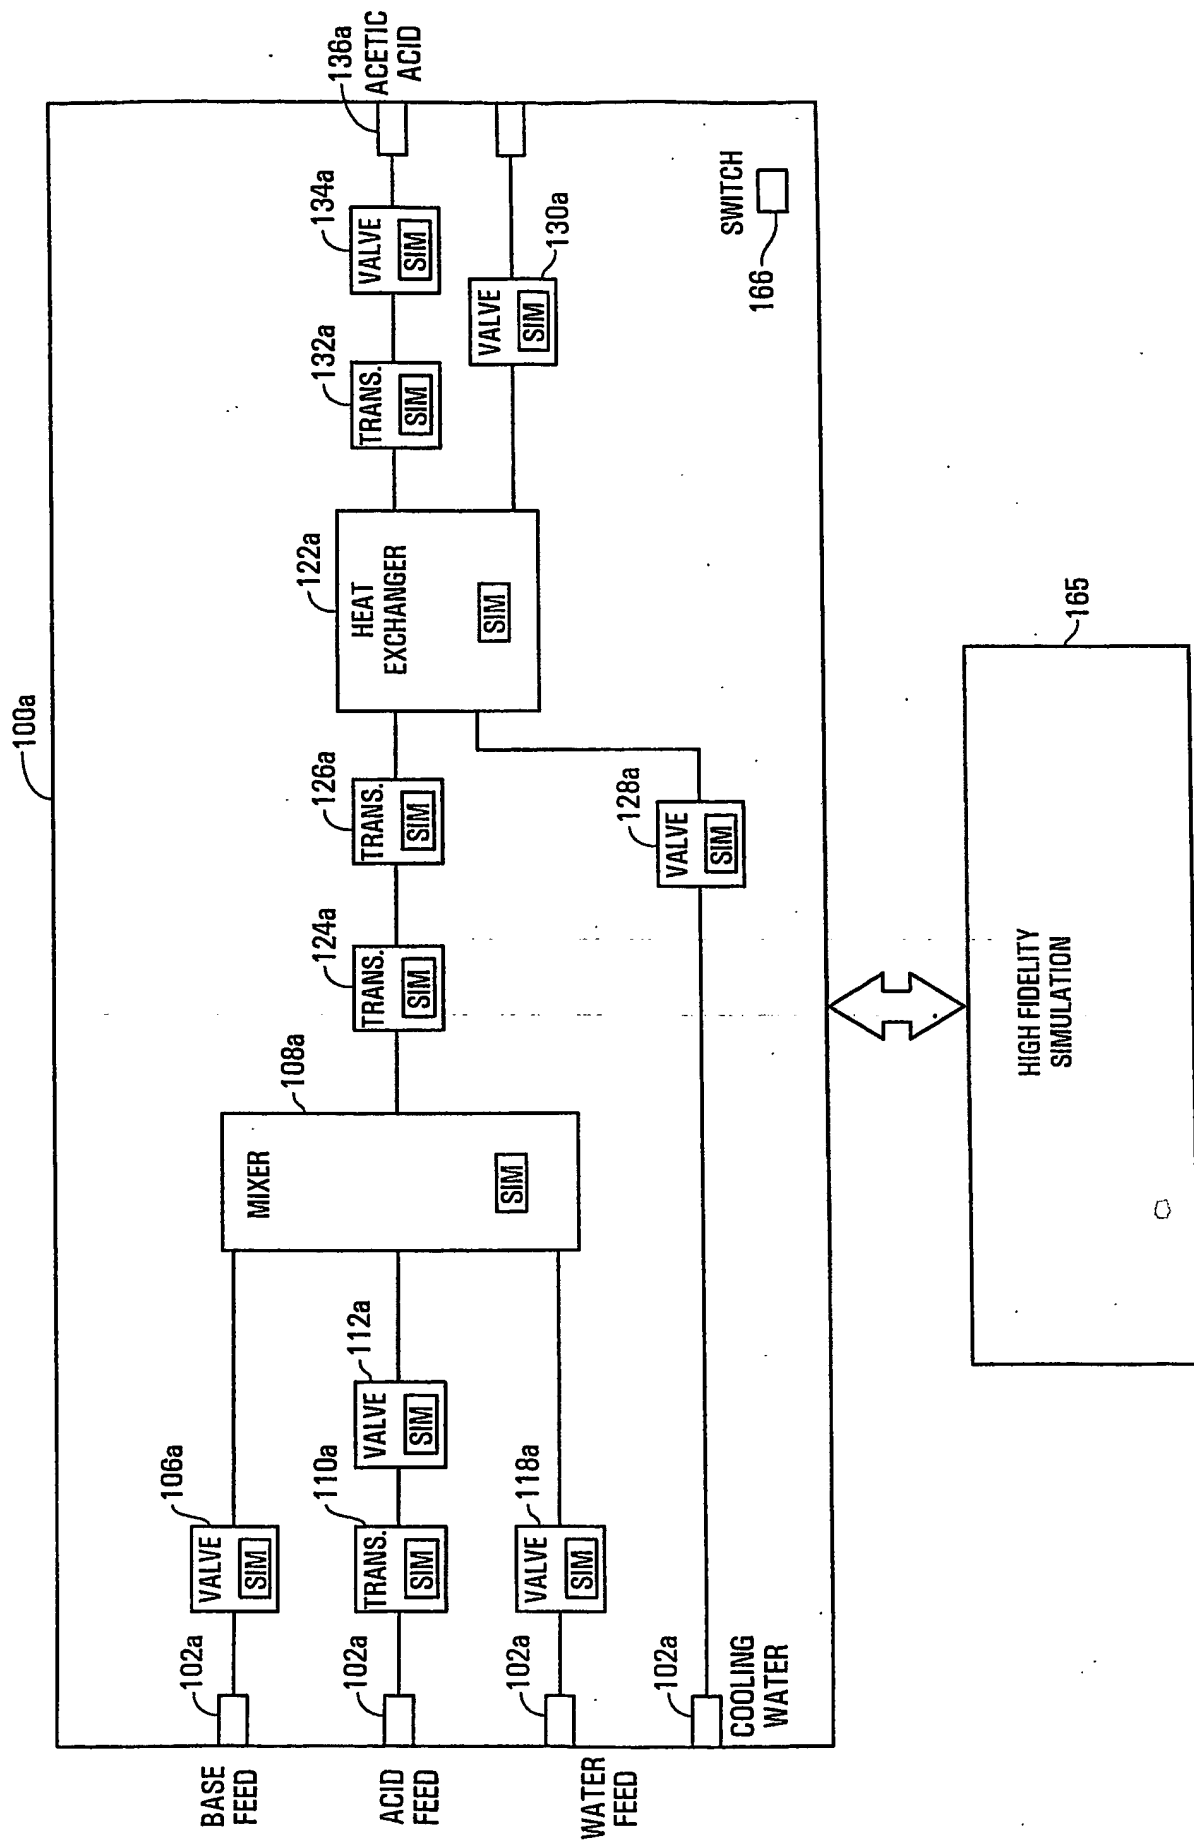 100a
BASE
FEED
102a
VALVE
SIM
106a
ACID
FEED
102a
TRANS.
SIM
110a
VALVE
SIM
112a
WATER
FEED
102a
VALVE
SIM
118a
COOLING
WATER
102a
MIXER
SIM
108a
TRANS.
SIM
124a
TRANS.
SIM
126a
VALVE
SIM
128a
HEAT
EXCHANGER
SIM
122a
TRANS.
SIM
132a
VALVE
SIM
134a
VALVE
SIM
130a
136a
ACETIC
ACID
SWITCH
166
HIGH FIDELITY
SIMULATION
165